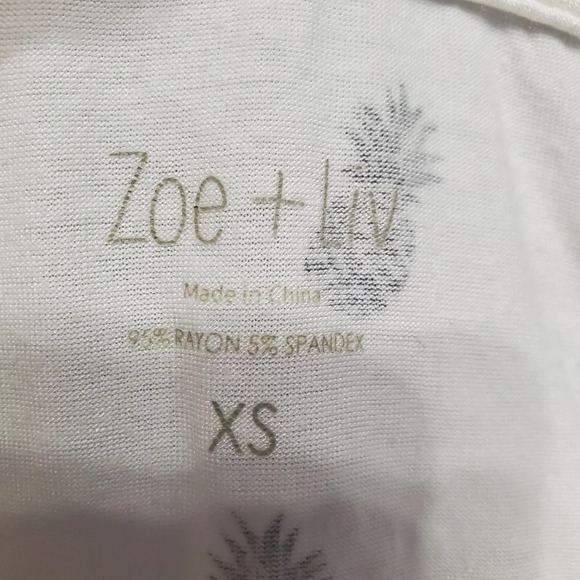 Zoe + Liv
Made in China
95% RAYON 5% SPANDEX
XS